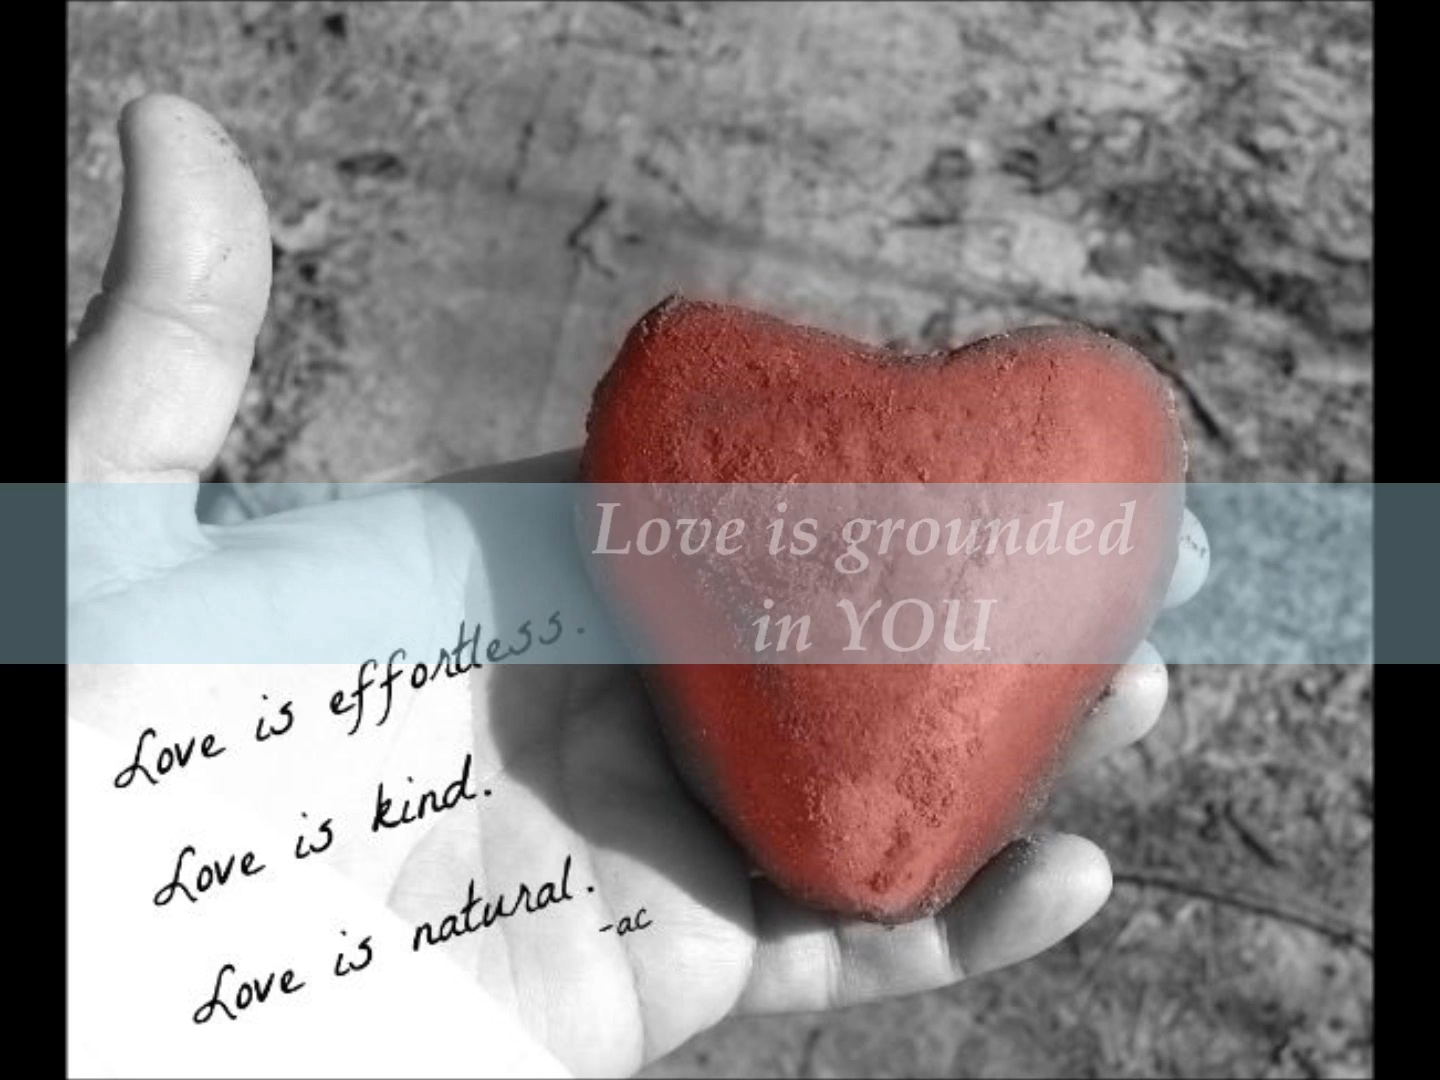 Love is grounded
in YOU
Love is effortless.
Love is kind.
Love is natural.
-ac